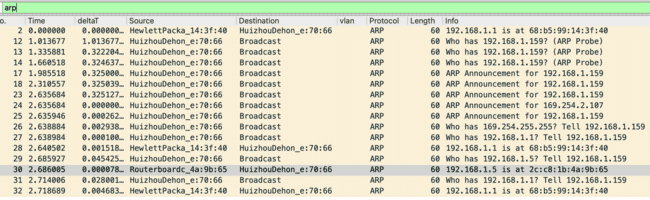 arp
o. Time deltaT Source Destination vlan Protocol Length Info
2 0.000000 0.000000… HewlettPacka_14:3f:40 HuizhouDehon_e:70:66 ARP 60 192.168.1.1 is at 68:b5:99:14:3f:40
12 1.013677 1.013677… HuizhouDehon_e:70:66 Broadcast ARP 60 Who has 192.168.1.159? (ARP Probe)
13 1.335881 0.322204… HuizhouDehon_e:70:66 Broadcast ARP 60 Who has 192.168.1.159? (ARP Probe)
14 1.660518 0.324637… HuizhouDehon_e:70:66 Broadcast ARP 60 Who has 192.168.1.159? (ARP Probe)
17 1.985518 0.325000… HuizhouDehon_e:70:66 Broadcast ARP 60 ARP Announcement for 192.168.1.159
18 2.310557 0.325039… HuizhouDehon_e:70:66 Broadcast ARP 60 ARP Announcement for 192.168.1.159
23 2.635684 0.325127… HuizhouDehon_e:70:66 Broadcast ARP 60 ARP Announcement for 192.168.1.159
24 2.635684 0.000000… HuizhouDehon_e:70:66 Broadcast ARP 60 ARP Announcement for 169.254.2.107
25 2.635946 0.000262… HuizhouDehon_e:70:66 Broadcast ARP 60 ARP Announcement for 192.168.1.159
26 2.638884 0.002938… HuizhouDehon_e:70:66 Broadcast ARP 60 Who has 169.254.255.255? Tell 192.168.1.159
27 2.638984 0.000100… HuizhouDehon_e:70:66 Broadcast ARP 60 Who has 192.168.1.1? Tell 192.168.1.159
28 2.640502 0.001518… HewlettPacka_14:3f:40 HuizhouDehon_e:70:66 ARP 60 192.168.1.1 is at 68:b5:99:14:3f:40
29 2.685927 0.045425… HuizhouDehon_e:70:66 Broadcast ARP 60 Who has 192.168.1.5? Tell 192.168.1.159
30 2.686005 0.000078… Routerboardc_4a:9b:65 HuizhouDehon_e:70:66 ARP 60 192.168.1.5 is at 2c:c8:1b:4a:9b:65
31 2.714006 0.028001… HuizhouDehon_e:70:66 Broadcast ARP 60 Who has 192.168.1.1? Tell 192.168.1.159
32 2.718689 0.004683… HewlettPacka_14:3f:40 HuizhouDehon_e:70:66 ARP 60 192.168.1.1 is at 68:b5:99:14:3f:40